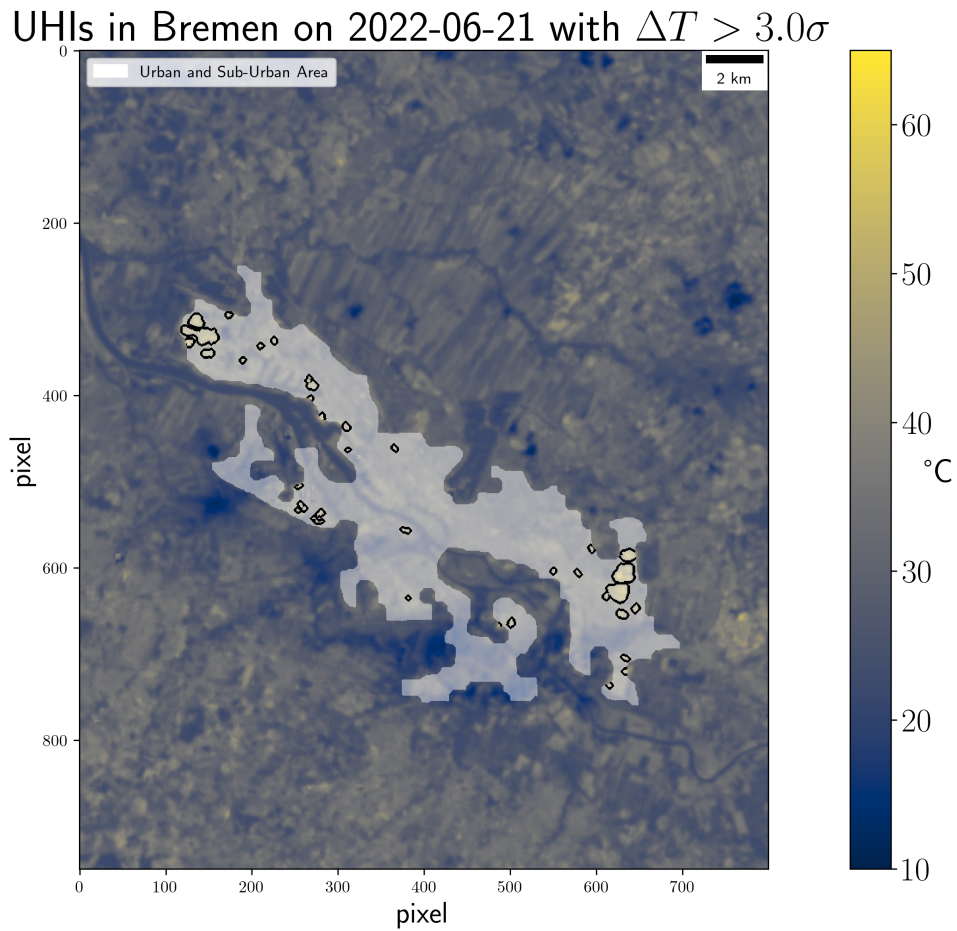 UHIs in Bremen on 2022-06-21 with ΔT > 3.0σ
Urban and Sub-Urban Area
2 km
0
200
400
600
800
pixel
0 100 200 300 400 500 600 700
pixel
60
50
40
30
20
10
°C